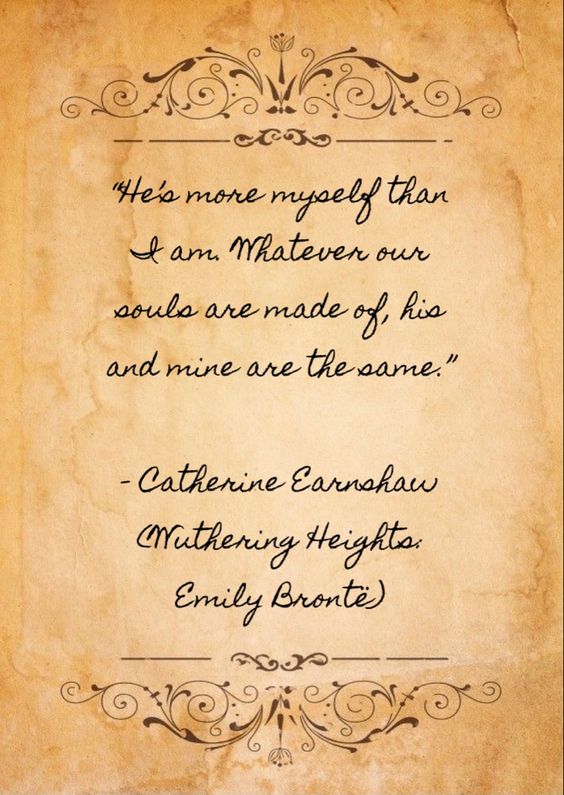 “He's more myself than
I am. Whatever our
souls are made of, his
and mine are the same.”
- Catherine Earnshaw
(Wuthering Heights:
Emily Brontë)